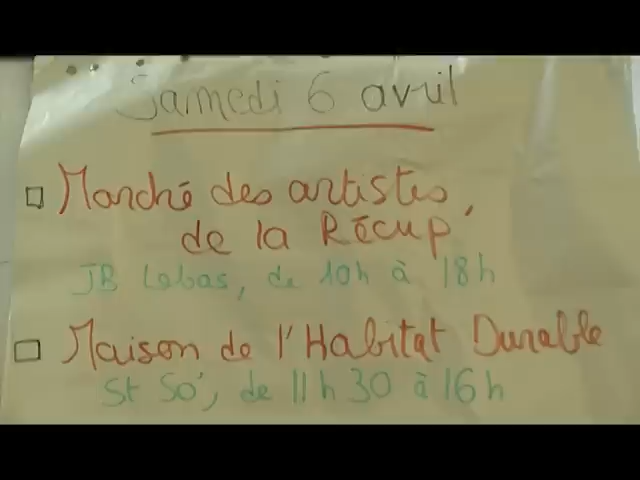 Samedi 6 avril
Marché des artistes,
de la Récup
JB Lebas, de 10h à 18h
Maison de l'Habitat Durable
St So', de 11h30 à 16h